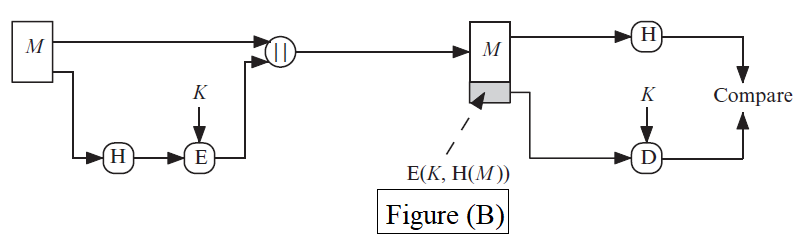 M
||
M
H
K
K
Compare
H
E
D
E(K, H(M))
Figure (B)